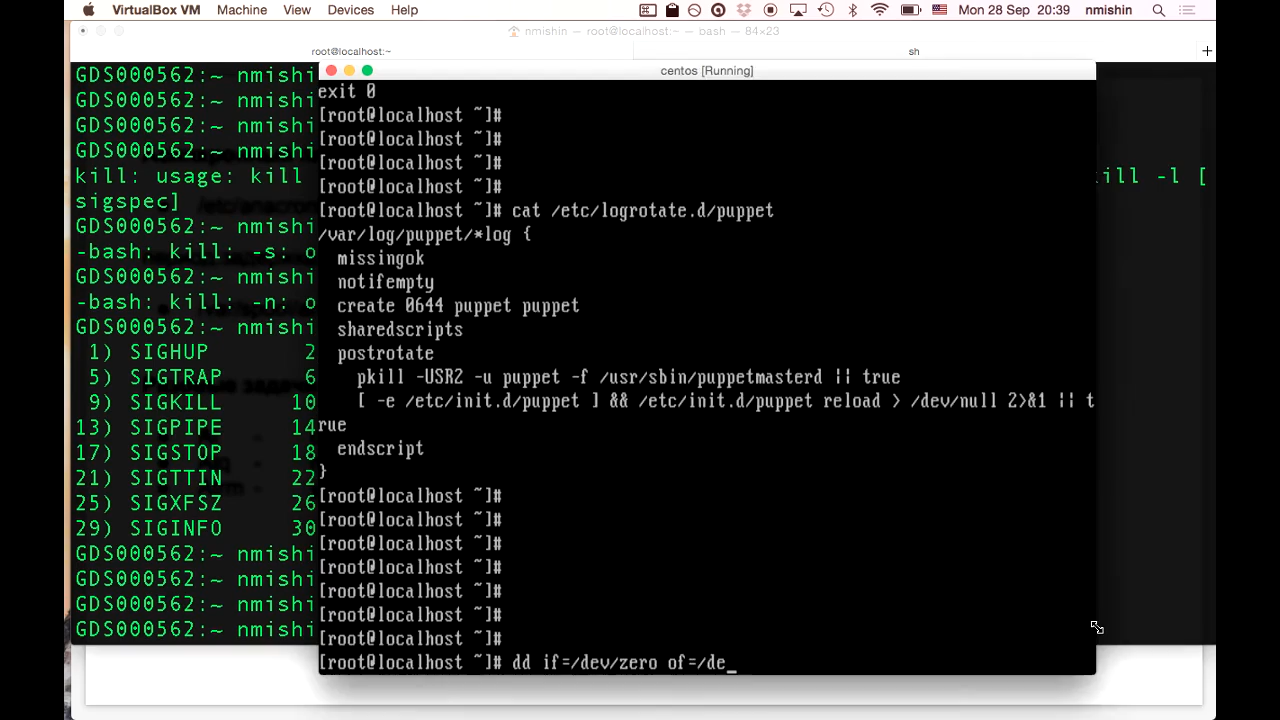 VirtualBox VM Machine View Devices Help Mon 28 Sep 20:39 nmishin
nmishin — root@localhost:~ — bash — 84×23
root@localhost:~ sh +
centos [Running]
GDS000562:~ nmishi
GDS000562:~ nmishi
GDS000562:~ nmishi
GDS000562:~ nmishi
kill: usage: kill
ill -l [
sigspec]
GDS000562:~ nmishi
-bash: kill: -s: o
GDS000562:~ nmishi
-bash: kill: -n: o
GDS000562:~ nmishi
1) SIGHUP 2
5) SIGTRAP 6
9) SIGKILL 10
13) SIGPIPE 14
17) SIGSTOP 18
21) SIGTTIN 22
25) SIGXFSZ 26
29) SIGINFO 30
GDS000562:~ nmishi
GDS000562:~ nmishi
GDS000562:~ nmishi
GDS000562:~ nmishi
exit 0
[root@localhost ~]#
[root@localhost ~]#
[root@localhost ~]#
[root@localhost ~]#
[root@localhost ~]# cat /etc/logrotate.d/puppet
/var/log/puppet/*log {
missingok
notifempty
create 0644 puppet puppet
sharedscripts
postrotate
pkill -USR2 -u puppet -f /usr/sbin/puppetmasterd || true
[ -e /etc/init.d/puppet ] && /etc/init.d/puppet reload > /dev/null 2>&1 || t
rue
endscript
}
[root@localhost ~]#
[root@localhost ~]#
[root@localhost ~]#
[root@localhost ~]#
[root@localhost ~]#
[root@localhost ~]#
[root@localhost ~]#
[root@localhost ~]# dd if=/dev/zero of=/de_